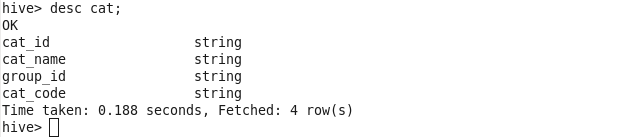 hive> desc cat;
OK
cat_id                  string
cat_name                string
group_id                string
cat_code                string
Time taken: 0.188 seconds, Fetched: 4 row(s)
hive>